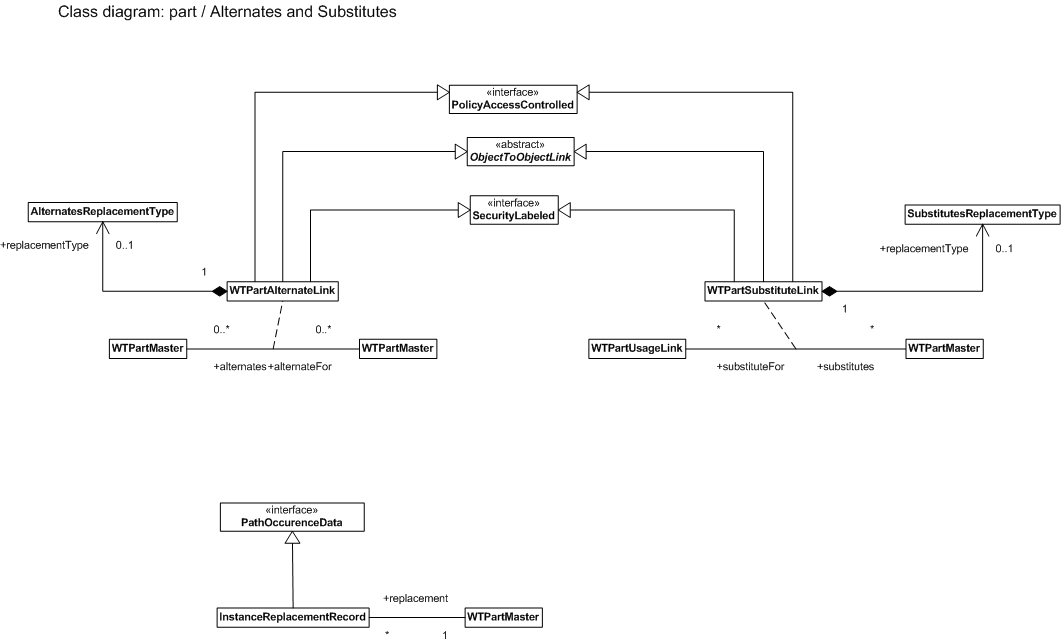 Class diagram: part / Alternates and Substitutes
«interface»
PolicyAccessControlled
«abstract»
ObjectToObjectLink
«interface»
SecurityLabeled
AlternatesReplacementType
SubstitutesReplacementType
+replacementType
0..1
+replacementType
0..1
1
WTPartAlternateLink
WTPartSubstituteLink
1
0..*
0..*
*
*
WTPartMaster
WTPartMaster
WTPartUsageLink
WTPartMaster
+alternates
+alternateFor
+substituteFor
+substitutes
«interface»
PathOccurenceData
+replacement
InstanceReplacementRecord
WTPartMaster
*
1